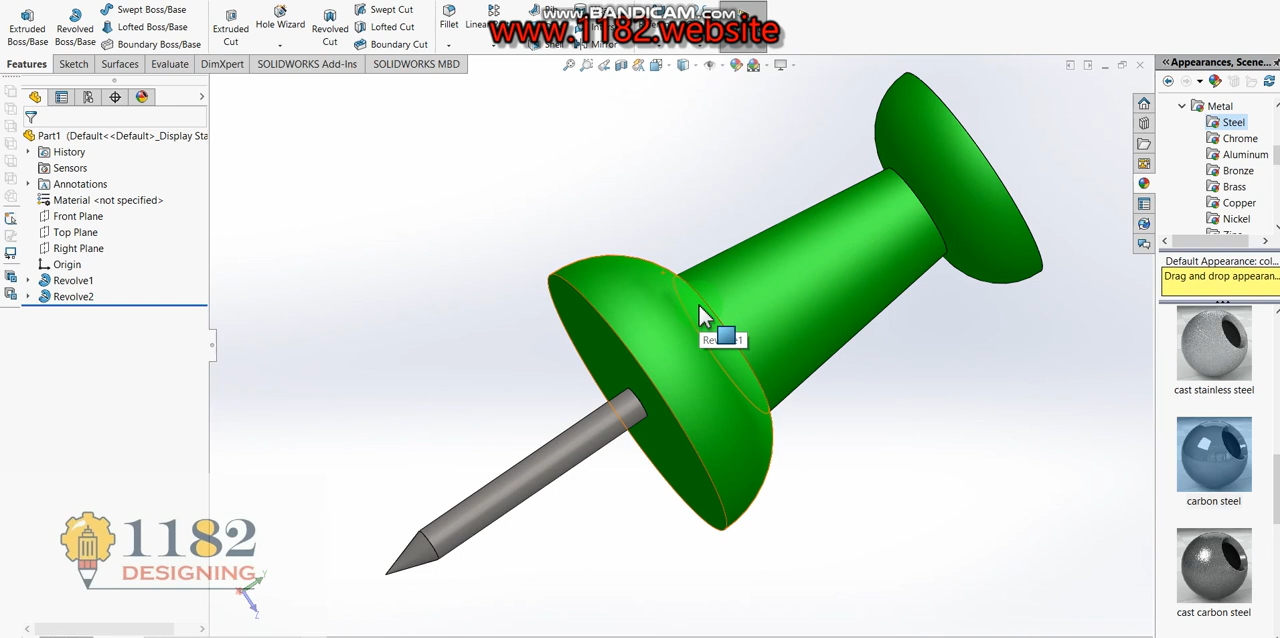 www.BANDICAM.com
www.1182.website
Extruded
Boss/Base
Revolved
Boss/Base
Swept Boss/Base
Lofted Boss/Base
Boundary Boss/Base
Extruded
Cut
Hole Wizard
Revolved
Cut
Swept Cut
Lofted Cut
Boundary Cut
Fillet
Mirror
Features
Sketch
Surfaces
Evaluate
DimXpert
SOLIDWORKS Add-Ins
SOLIDWORKS MBD
Part1 (Default<<Default>_Display Sta
History
Sensors
Annotations
Material <not specified>
Front Plane
Top Plane
Right Plane
Origin
Revolve1
Revolve2
1182
DESIGNING
Y
Z
Appearances, Scene...
Metal
Steel
Chrome
Aluminum
Bronze
Brass
Copper
Nickel
Default Appearance: col...
Drag and drop appearan...
cast stainless steel
carbon steel
cast carbon steel